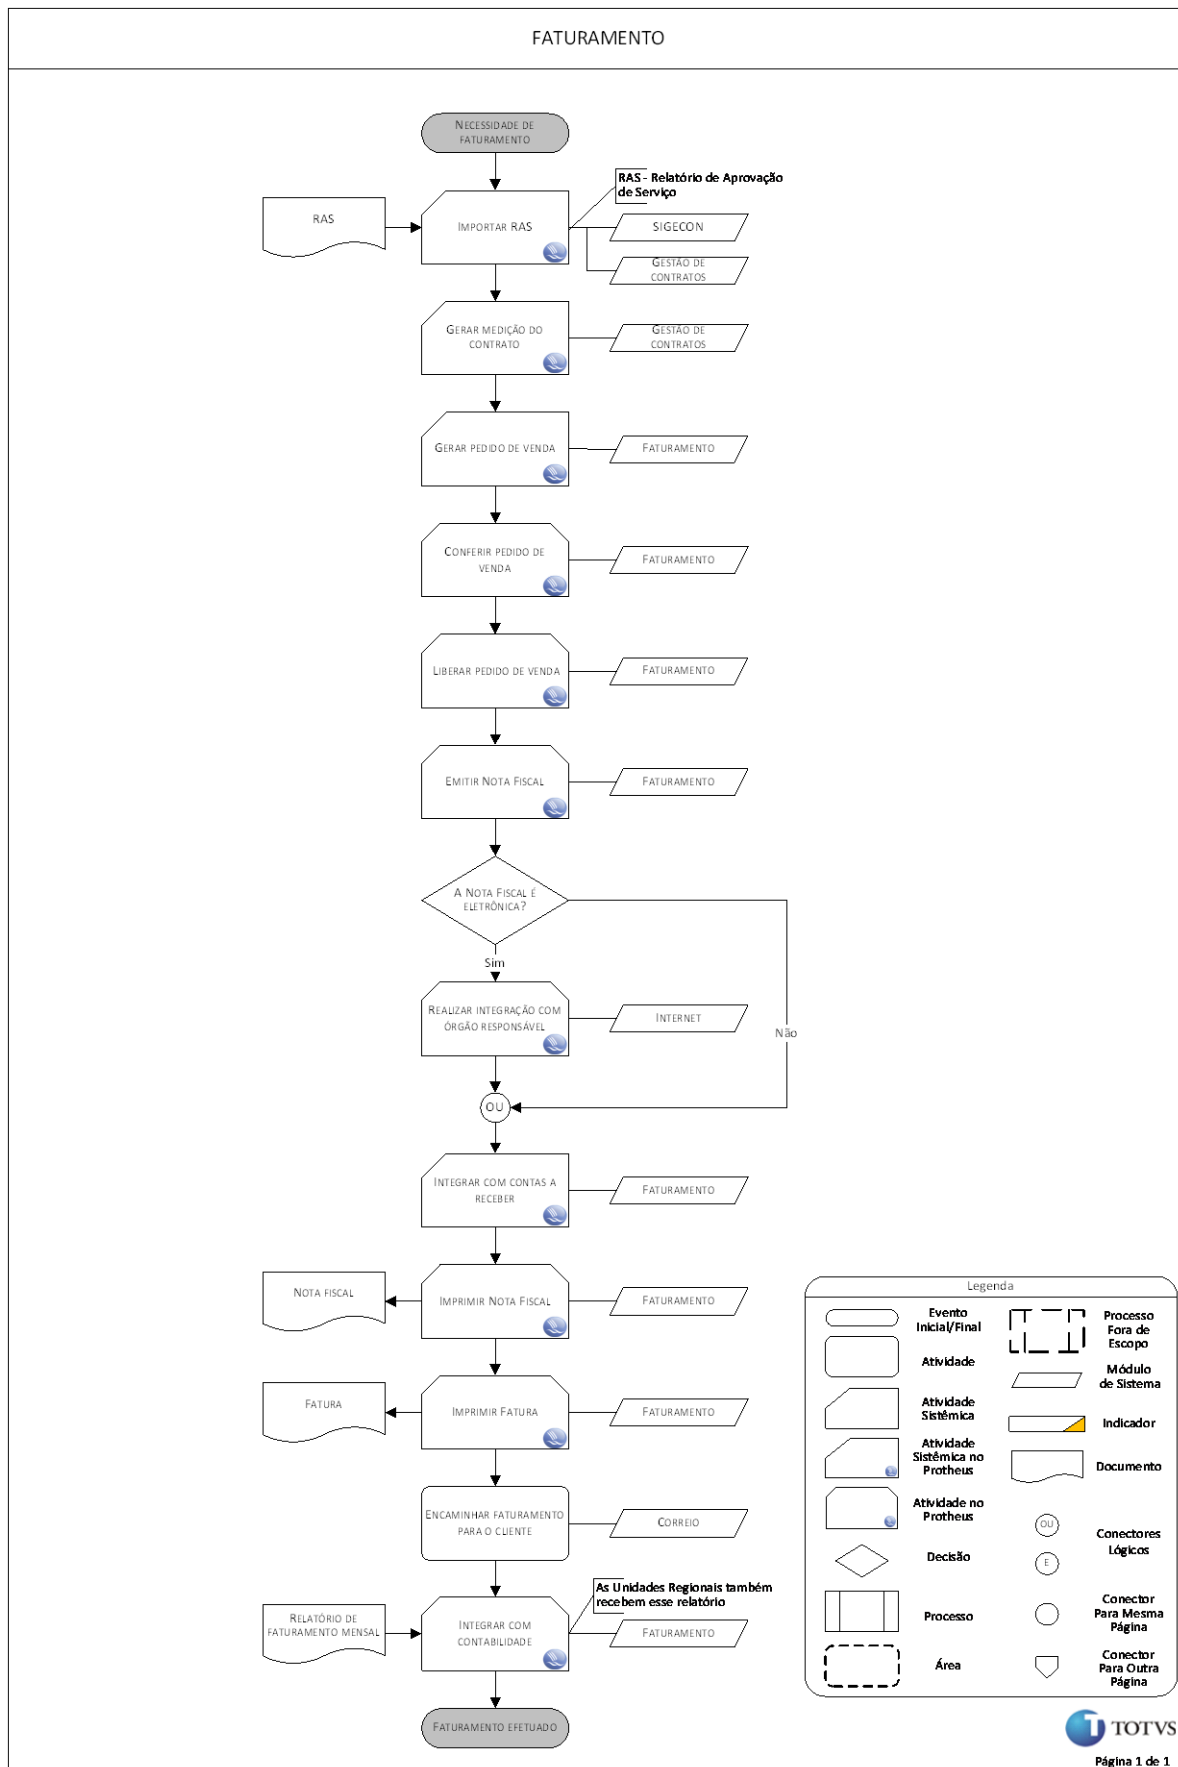 FATURAMENTO
NECESSIDADE DE
FATURAMENTO
RAS - Relatório de Aprovação
de Serviço
RAS
IMPORTAR RAS
SIGECON
GESTÃO DE
CONTRATOS
GERAR MEDIÇÃO DO
CONTRATO
GESTÃO DE
CONTRATOS
GERAR PEDIDO DE VENDA
FATURAMENTO
CONFERIR PEDIDO DE
VENDA
FATURAMENTO
LIBERAR PEDIDO DE VENDA
FATURAMENTO
EMITIR NOTA FISCAL
FATURAMENTO
A NOTA FISCAL É
ELETRÔNICA?
Sim
REALIZAR INTEGRAÇÃO COM
ÓRGÃO RESPONSÁVEL
INTERNET
Não
OU
INTEGRAR COM CONTAS A
RECEBER
FATURAMENTO
NOTA FISCAL
IMPRIMIR NOTA FISCAL
FATURAMENTO
FATURA
IMPRIMIR FATURA
FATURAMENTO
ENCAMINHAR FATURAMENTO
PARA O CLIENTE
CORREIO
As Unidades Regionais também
recebem esse relatório
RELATÓRIO DE
FATURAMENTO MENSAL
INTEGRAR COM
CONTABILIDADE
FATURAMENTO
FATURAMENTO EFETUADO
Legenda
Evento
Inicial/Final
Atividade
Atividade
Sistêmica
Atividade
Sistêmica no
Protheus
Atividade no
Protheus
Decisão
Processo
Área
Processo
Fora de
Escopo
Módulo
de Sistema
Indicador
Documento
OU
E
Conectores
Lógicos
Conector
Para Mesma
Página
Conector
Para Outra
Página
TOTVS
Página 1 de 1